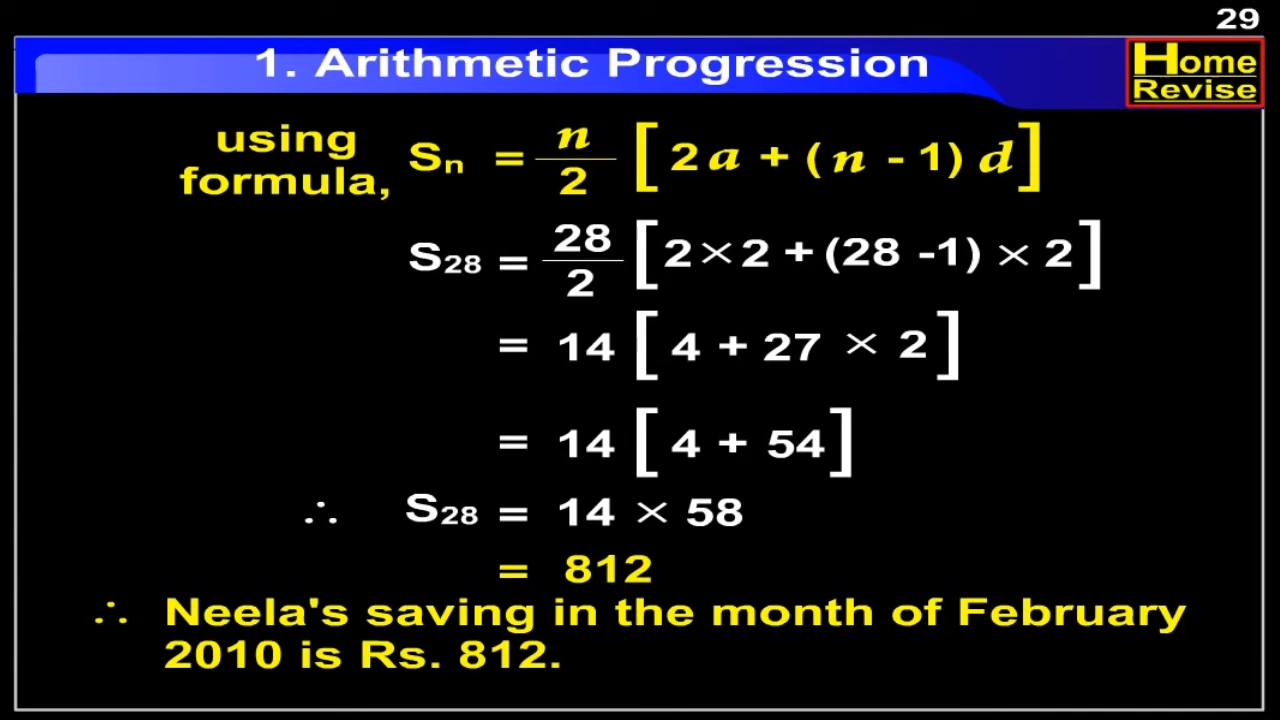 29
1. Arithmetic Progression
Home
Revise
using
formula,
Sₙ = n/2 [2a + (n - 1) d]
S₂₈ = 28/2 [2 × 2 + (28 -1) × 2]
= 14 [4 + 27 × 2]
= 14 [4 + 54]
∴ S₂₈ = 14 × 58
= 812
∴ Neela's saving in the month of February
2010 is Rs. 812.